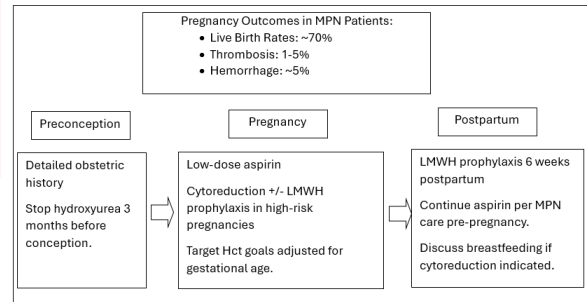 Pregnancy Outcomes in MPN Patients:
• Live Birth Rates: ~70%
• Thrombosis: 1-5%
• Hemorrhage: ~5%
Preconception
Detailed obstetric
history
Stop hydroxyurea 3
months before
conception.
Pregnancy
Low-dose aspirin
Cytoreduction +/- LMWH
prophylaxis in high-risk
pregnancies
Target Hct goals adjusted for
gestational age.
Postpartum
LMWH prophylaxis 6 weeks
postpartum
Continue aspirin per MPN
care pre-pregnancy.
Discuss breastfeeding if
cytoreduction indicated.